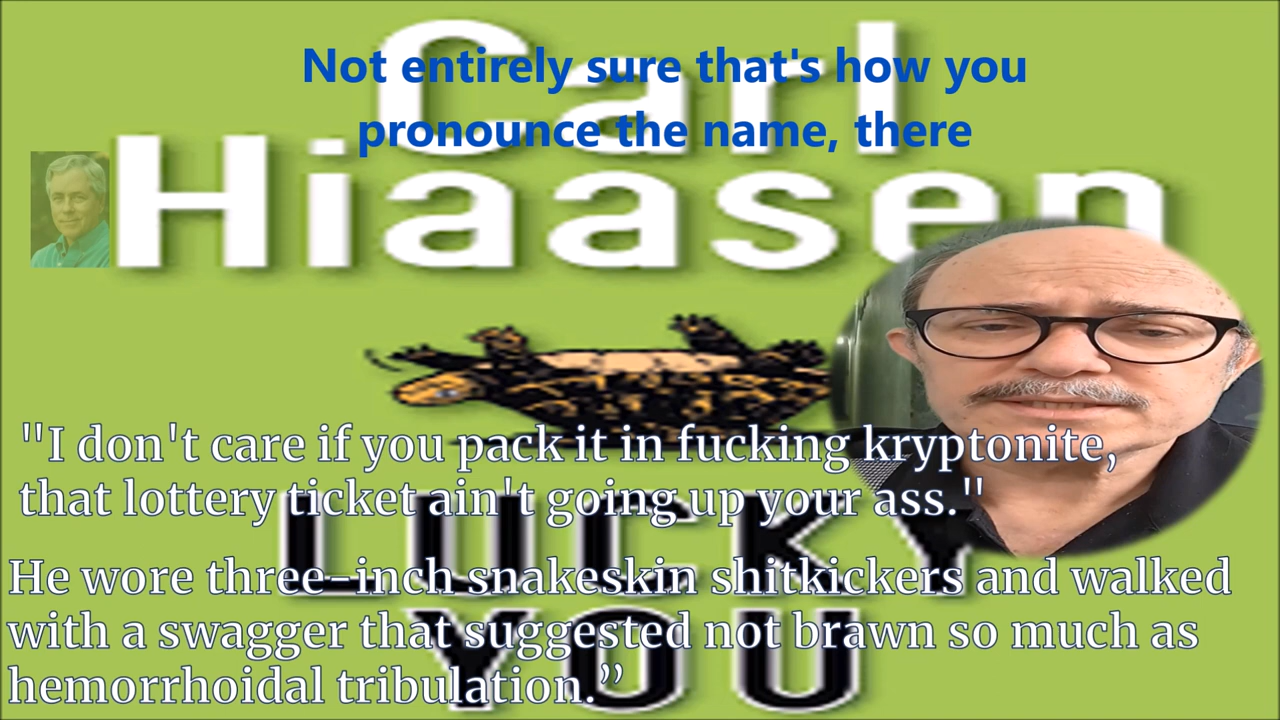 Not entirely sure that's how you
pronounce the name, there
Carl
Hiaasen
"I don't care if you pack it in fucking kryptonite,
that lottery ticket ain't going up your ass."
LUCKY
He wore three-inch snakeskin shitkickers and walked
with a swagger that suggested not brawn so much as
YOU
hemorrhoidal tribulation.”